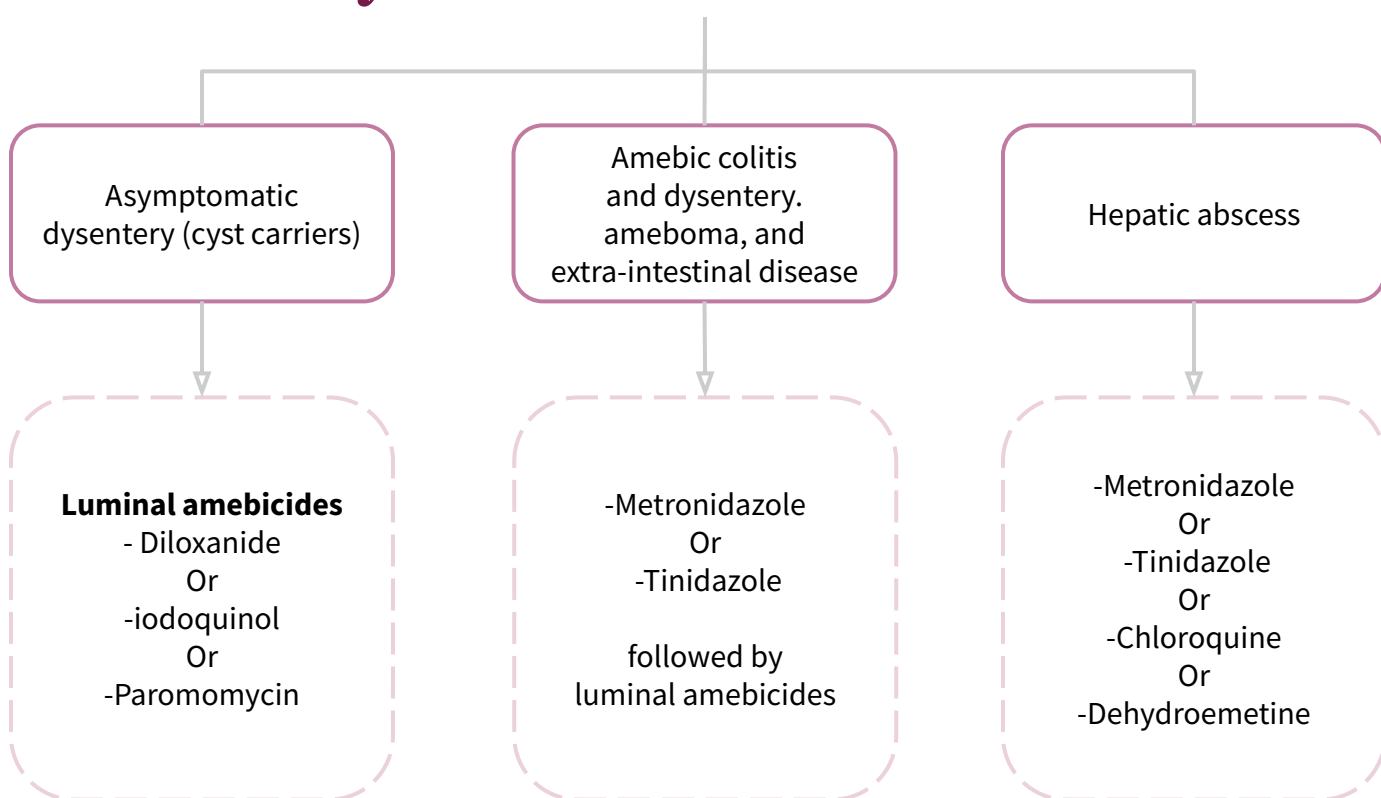 Asymptomatic
dysentery (cyst carriers)
Amebic colitis
and dysentery.
ameboma, and
extra-intestinal disease
Hepatic abscess
Luminal amebicides
- Diloxanide
Or
-iodoquinol
Or
-Paromomycin
-Metronidazole
Or
-Tinidazole
followed by
luminal amebicides
-Metronidazole
Or
-Tinidazole
Or
-Chloroquine
Or
-Dehydroemetine